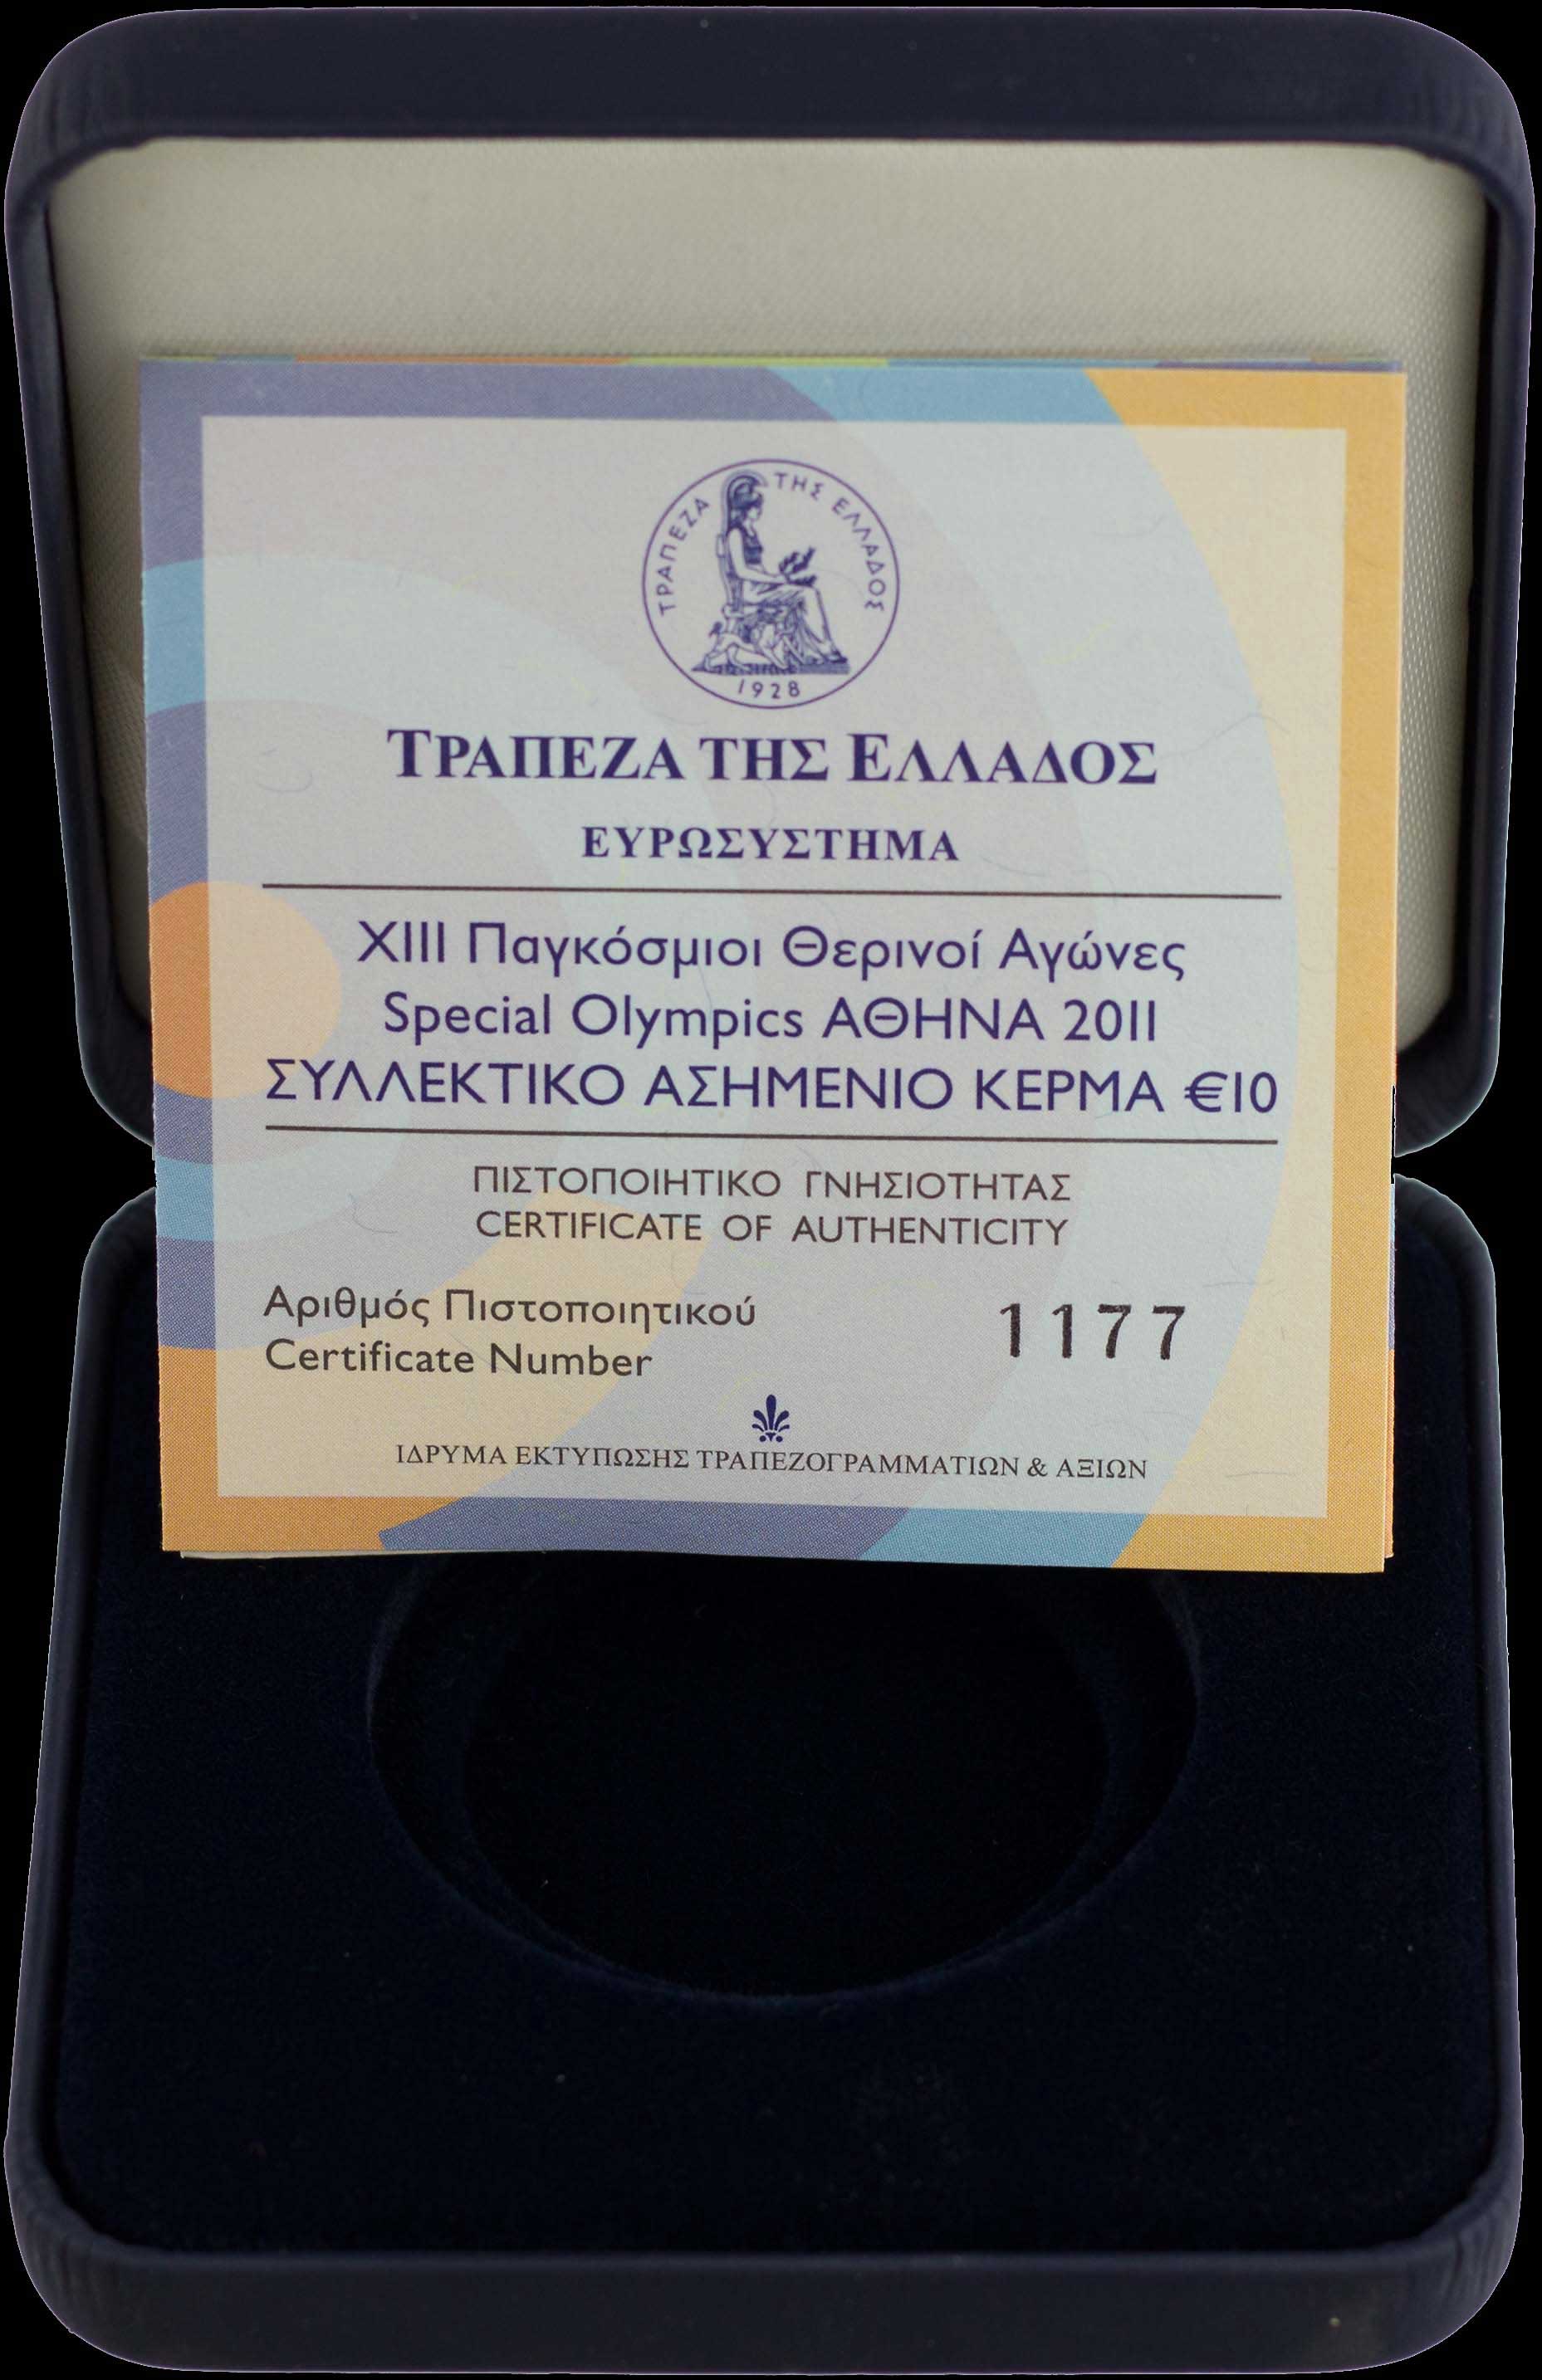 ΤΡΑΠΕΖΑ ΤΗΣ ΕΛΛΑΔΟΣ
1928
ΤΡΑΠΕΖΑ ΤΗΣ ΕΛΛΑΔΟΣ
ΕΥΡΩΣΥΣΤΗΜΑ
XIII Παγκόσμιοι Θερινοί Αγώνες
Special Olympics ΑΘΗΝΑ 2011
ΣΥΛΛΕΚΤΙΚΟ ΑΣΗΜΕΝΙΟ ΚΕΡΜΑ €10
ΠΙΣΤΟΠΟΙΗΤΙΚΟ ΓΝΗΣΙΟΤΗΤΑΣ
CERTIFICATE OF AUTHENTICITY
Αριθμός Πιστοποιητικού
Certificate Number
1177
ΙΔΡΥΜΑ ΕΚΤΥΠΩΣΗΣ ΤΡΑΠΕΖΟΓΡΑΜΜΑΤΙΩΝ & ΑΞΙΩΝ